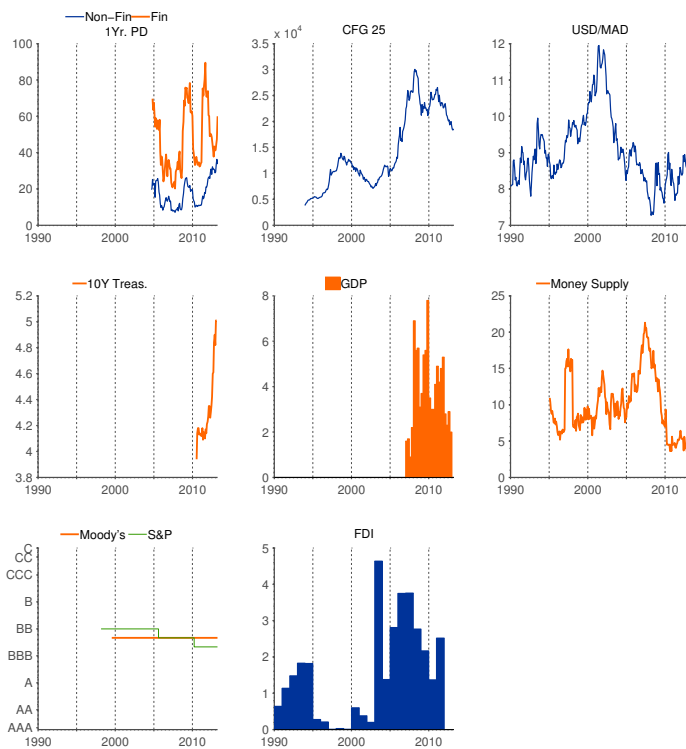 Non-Fin Fin
1Yr. PD
100
80
60
40
20
0
1990 2000 2010
x 10⁴
CFG 25
3.5
3.0
2.5
2.0
1.5
1.0
0.5
0
1990 2000 2010
USD/MAD
12
11
10
9
8
7
1990 2000 2010
10Y Treas.
5.2
5
4.8
4.6
4.4
4.2
4
3.8
1990 2000 2010
GDP
8
6
4
2
0
1990 2000 2010
Money Supply
25
20
15
10
5
0
1990 2000 2010
Moody's S&P
C
CC
CCC
B
BB
BBB
A
AA
AAA
1990 2000 2010
FDI
5
4
3
2
1
0
1990 2000 2010